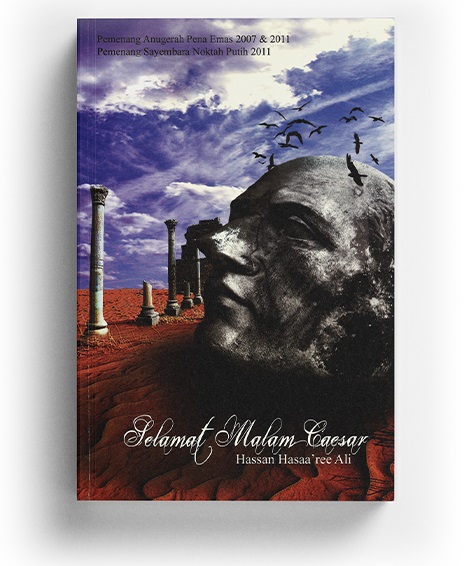 Pemenang Anugerah Pena Emas 2007 & 2011
Pemenang Sayembara Noktah Putih 2011
Selamat Malam Caesar
Hassan Hasaa'ree Ali